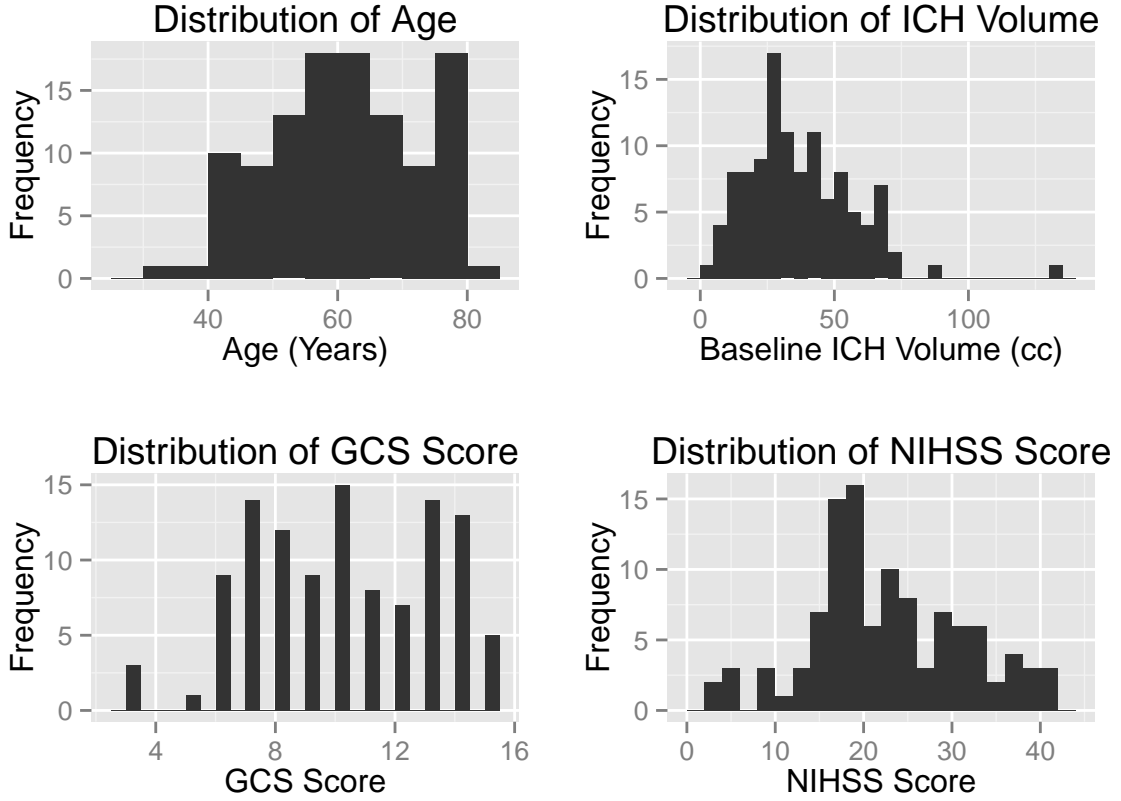 Distribution of Age
Frequency
15
10
5
0
40 60 80
Age (Years)
Distribution of ICH Volume
Frequency
15
10
5
0
0 50 100
Baseline ICH Volume (cc)
Distribution of GCS Score
Frequency
15
10
5
0
4 8 12 16
GCS Score
Distribution of NIHSS Score
Frequency
15
10
5
0
0 10 20 30 40
NIHSS Score